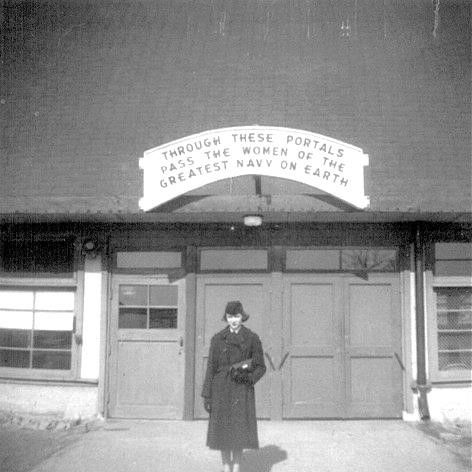 THROUGH THESE PORTALS
PASS THE WOMEN OF THE
GREATEST NAVY ON EARTH